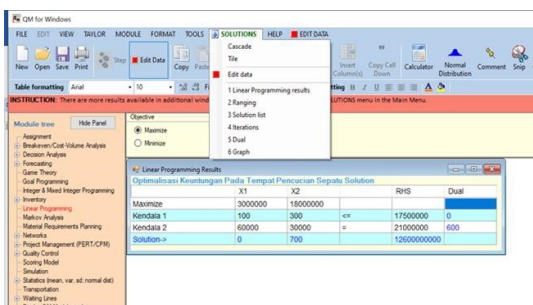 QM for Windows
FILE EDIT VIEW TAYLOR MODULE FORMAT TOOLS SOLUTIONS HELP EDIT DATA
New Open Save Print Step Edit Data Copy Paste
Insert Column(s) Copy Cell Down Calculator Normal Distribution Comment Snip
Cascade
Tile
Edit data
1 Linear Programming results
2 Ranging
3 Solution list
4 Iterations
5 Dual
6 Graph
Table formatting Arial 10
INSTRUCTION: There are more results available in additional wind
SOLUTIONS menu in the Main Menu.
Module tree Hide Panel
Assignment
Breakeven/Cost-Volume Analysis
Decision Analysis
Forecasting
Game Theory
Goal Programming
Integer & Mixed Integer Programming
Inventory
Linear Programming
Markov Analysis
Material Requirements Planning
Networks
Project Management (PERT/CPM)
Quality Control
Scoring Model
Simulation
Statistics (mean, var, sd; normal dist)
Transportation
Waiting Lines
Objective
Maximize
Minimize
Linear Programming Results
Optimalisasi Keuntungan Pada Tempat Pencucian Sepatu Solution
X1 X2 RHS Dual
Maximize 3000000 18000000
Kendala 1 100 300 <= 17500000 0
Kendala 2 60000 30000 = 21000000 600
Solution-> 0 700 12600000000